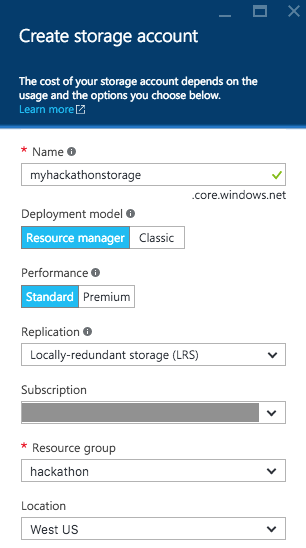 Create storage account
The cost of your storage account depends on the
usage and the options you choose below.
Learn more
* Name
myhackathonstorage
.core.windows.net
Deployment model
Resource manager Classic
Performance
Standard Premium
Replication
Locally-redundant storage (LRS)
Subscription
* Resource group
hackathon
Location
West US